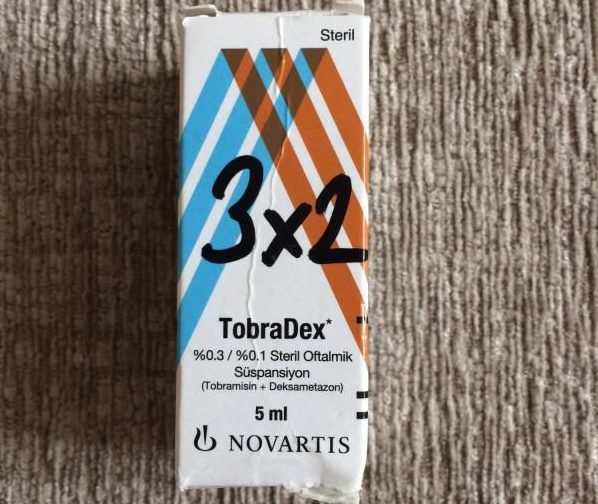 Steril
3x2
TobraDex*
%0.3 / %0.1 Steril Oftalmik
Süspansiyon
(Tobramisin + Deksametazon)
5 ml
NOVARTIS